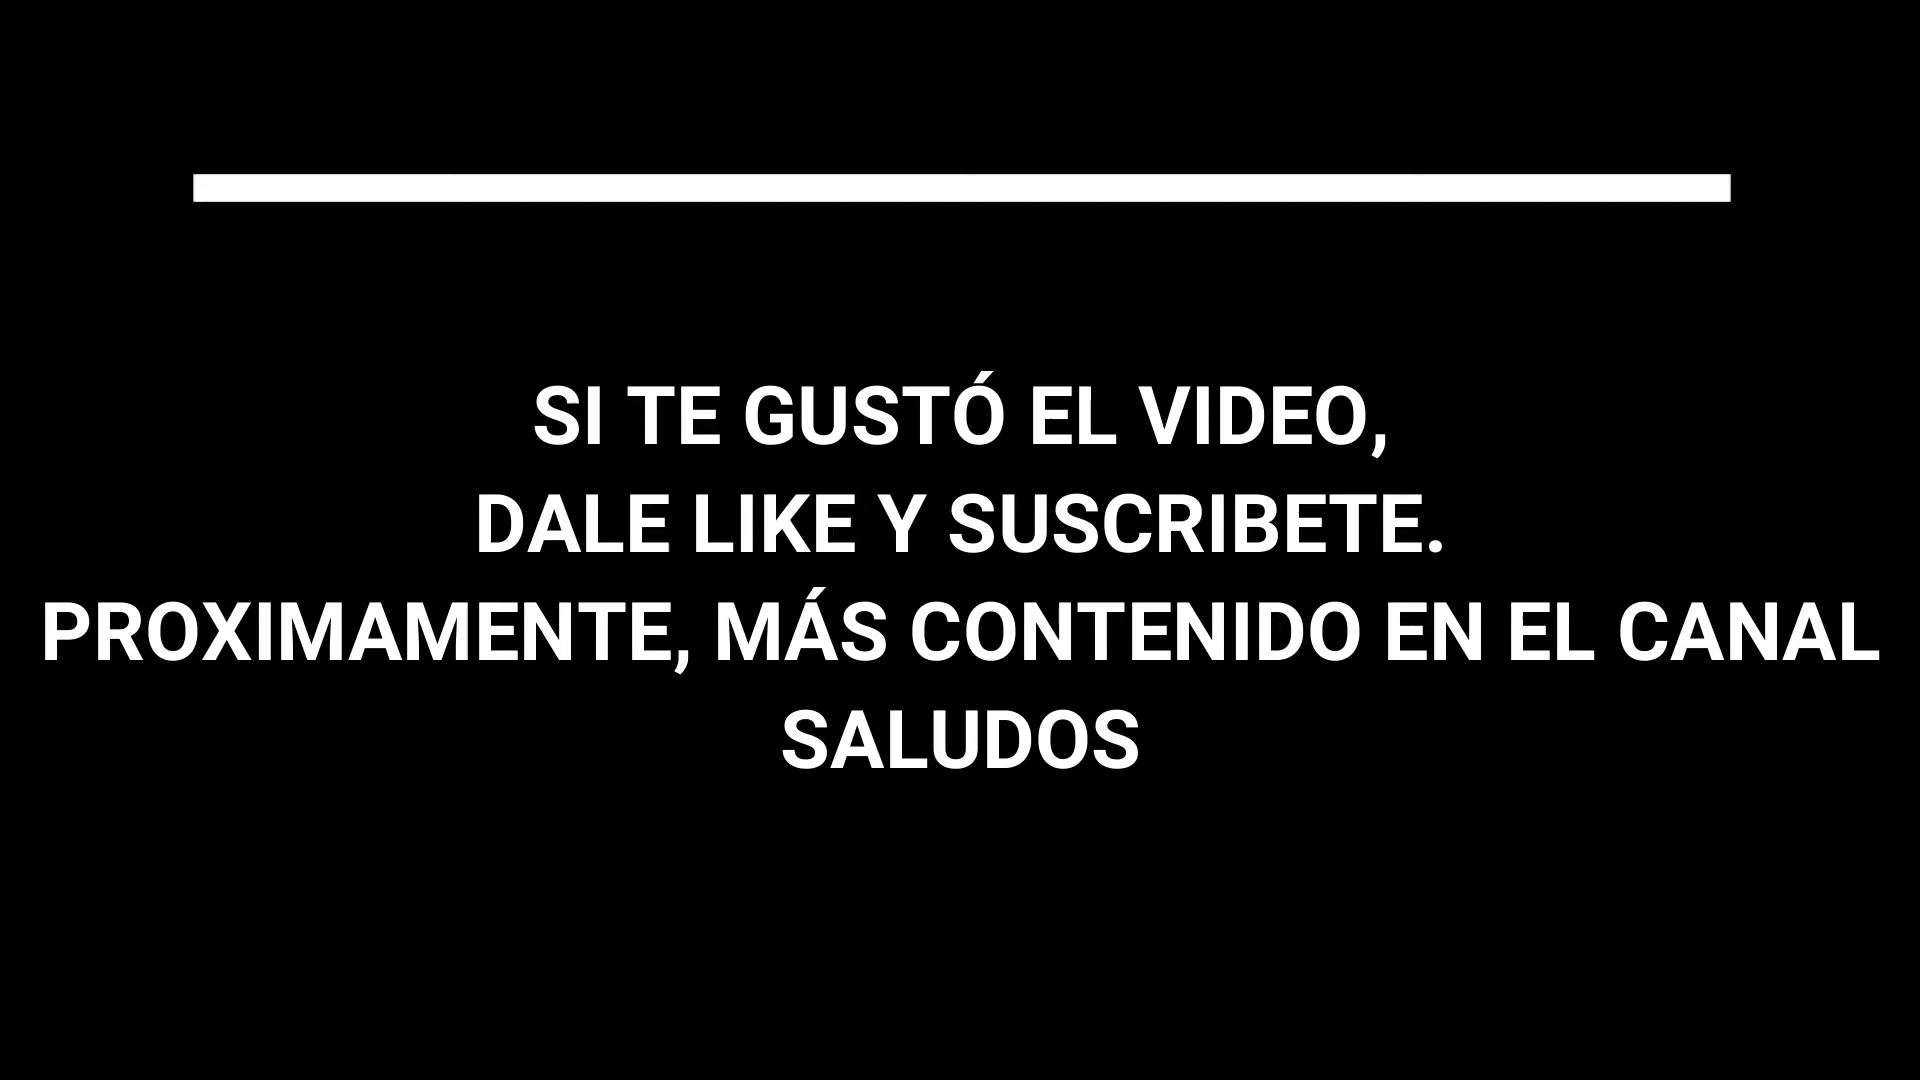 SI TE GUSTÓ EL VIDEO,
DALE LIKE Y SUSCRIBETE.
PROXIMAMENTE, MÁS CONTENIDO EN EL CANAL
SALUDOS